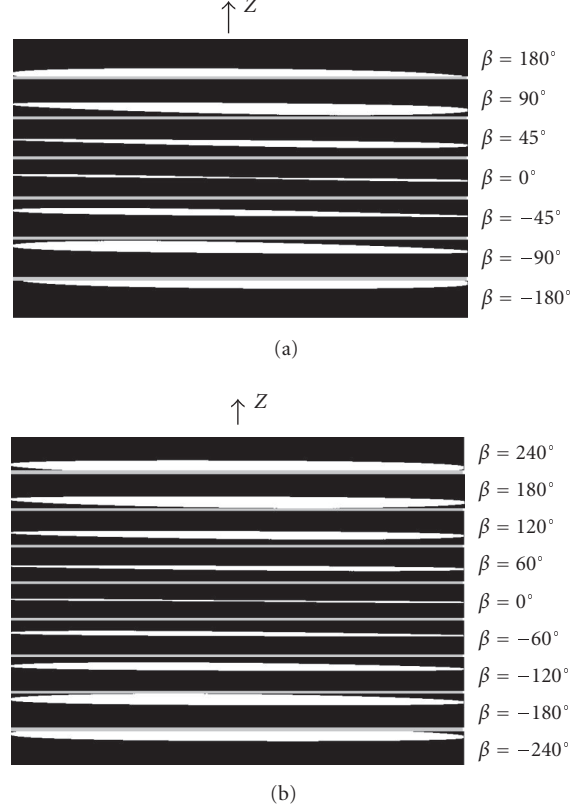 Z
β = 180°
β = 90°
β = 45°
β = 0°
β = −45°
β = −90°
β = −180°
(a)
Z
β = 240°
β = 180°
β = 120°
β = 60°
β = 0°
β = −60°
β = −120°
β = −180°
β = −240°
(b)